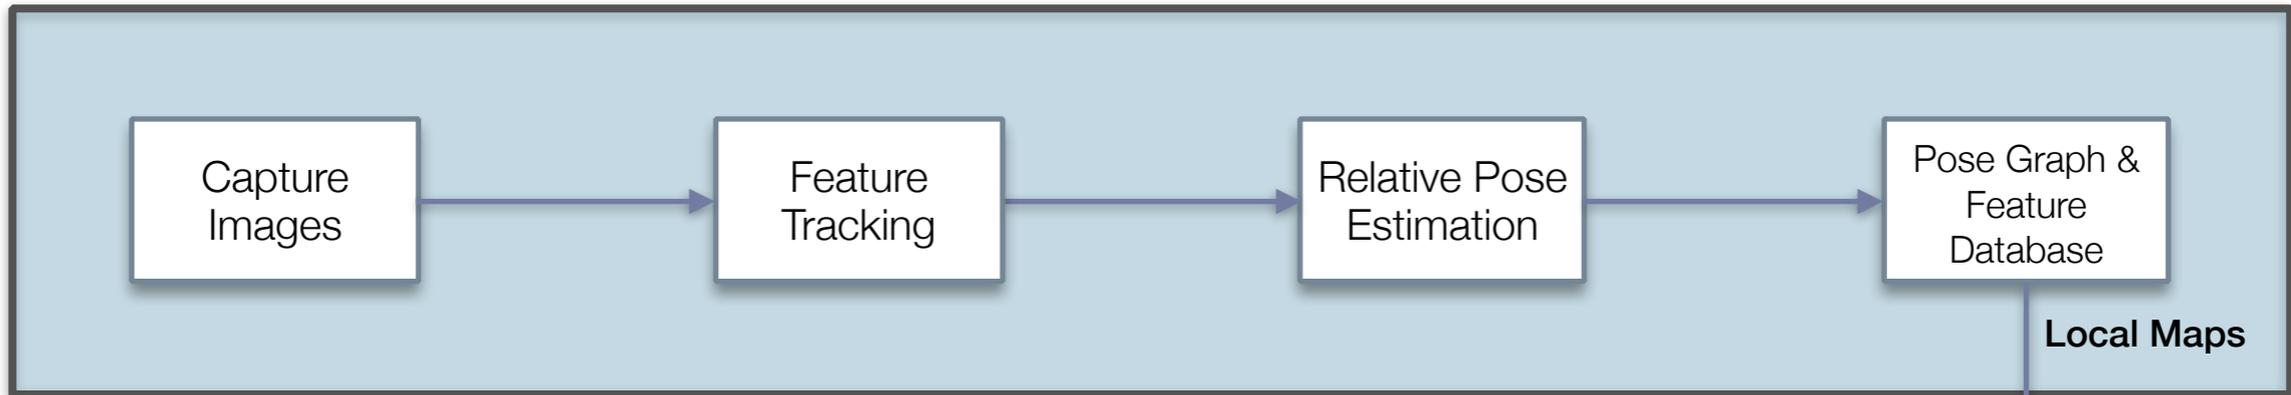 Capture
Images
Feature
Tracking
Relative Pose
Estimation
Pose Graph &
Feature
Database
Local Maps